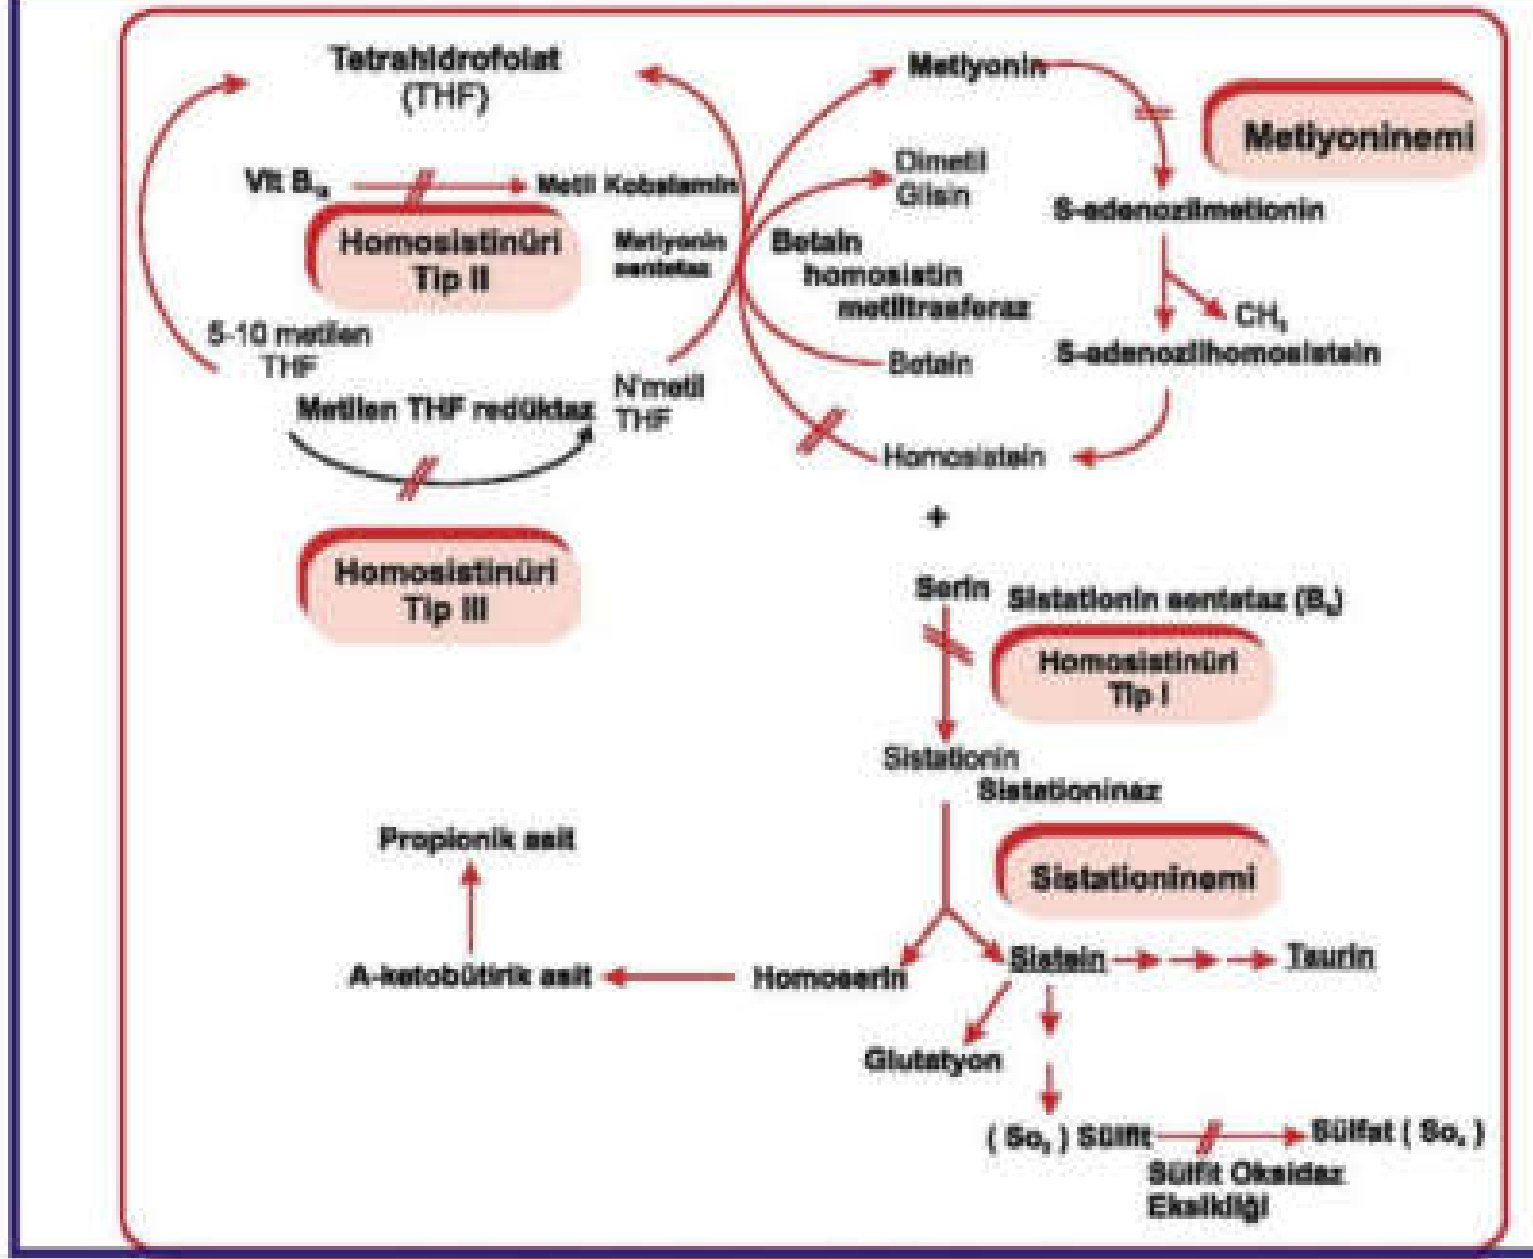 Tetrahidrofolat
(THF)
Metiyonin
Metiyoninemi
Dimetil
Glisin
Vit B₁₂
Metil Kobalamin
S-adenozilmetionin
Homosistinüri
Tip II
Metiyonin
sentetaz
Betain
homosistin
metiltrasferaz
CH₃
5-10 metilen
THF
S-adenozilhomosistein
Betain
N'metil
THF
Metilen THF redüktaz
Homosistein
+
Homosistinüri
Tip III
Serin
Sistationin sentetaz (B₆)
Homosistinüri
Tip I
Sistationin
Sistationinaz
Propionik asit
Sistationinemi
A-ketobütirik asit
Homoserin
Sistein
Taurin
Glutatyon
( So₃ ) Sülfit
Sülfat ( So₄ )
Sülfit Oksidaz
Eksikliği